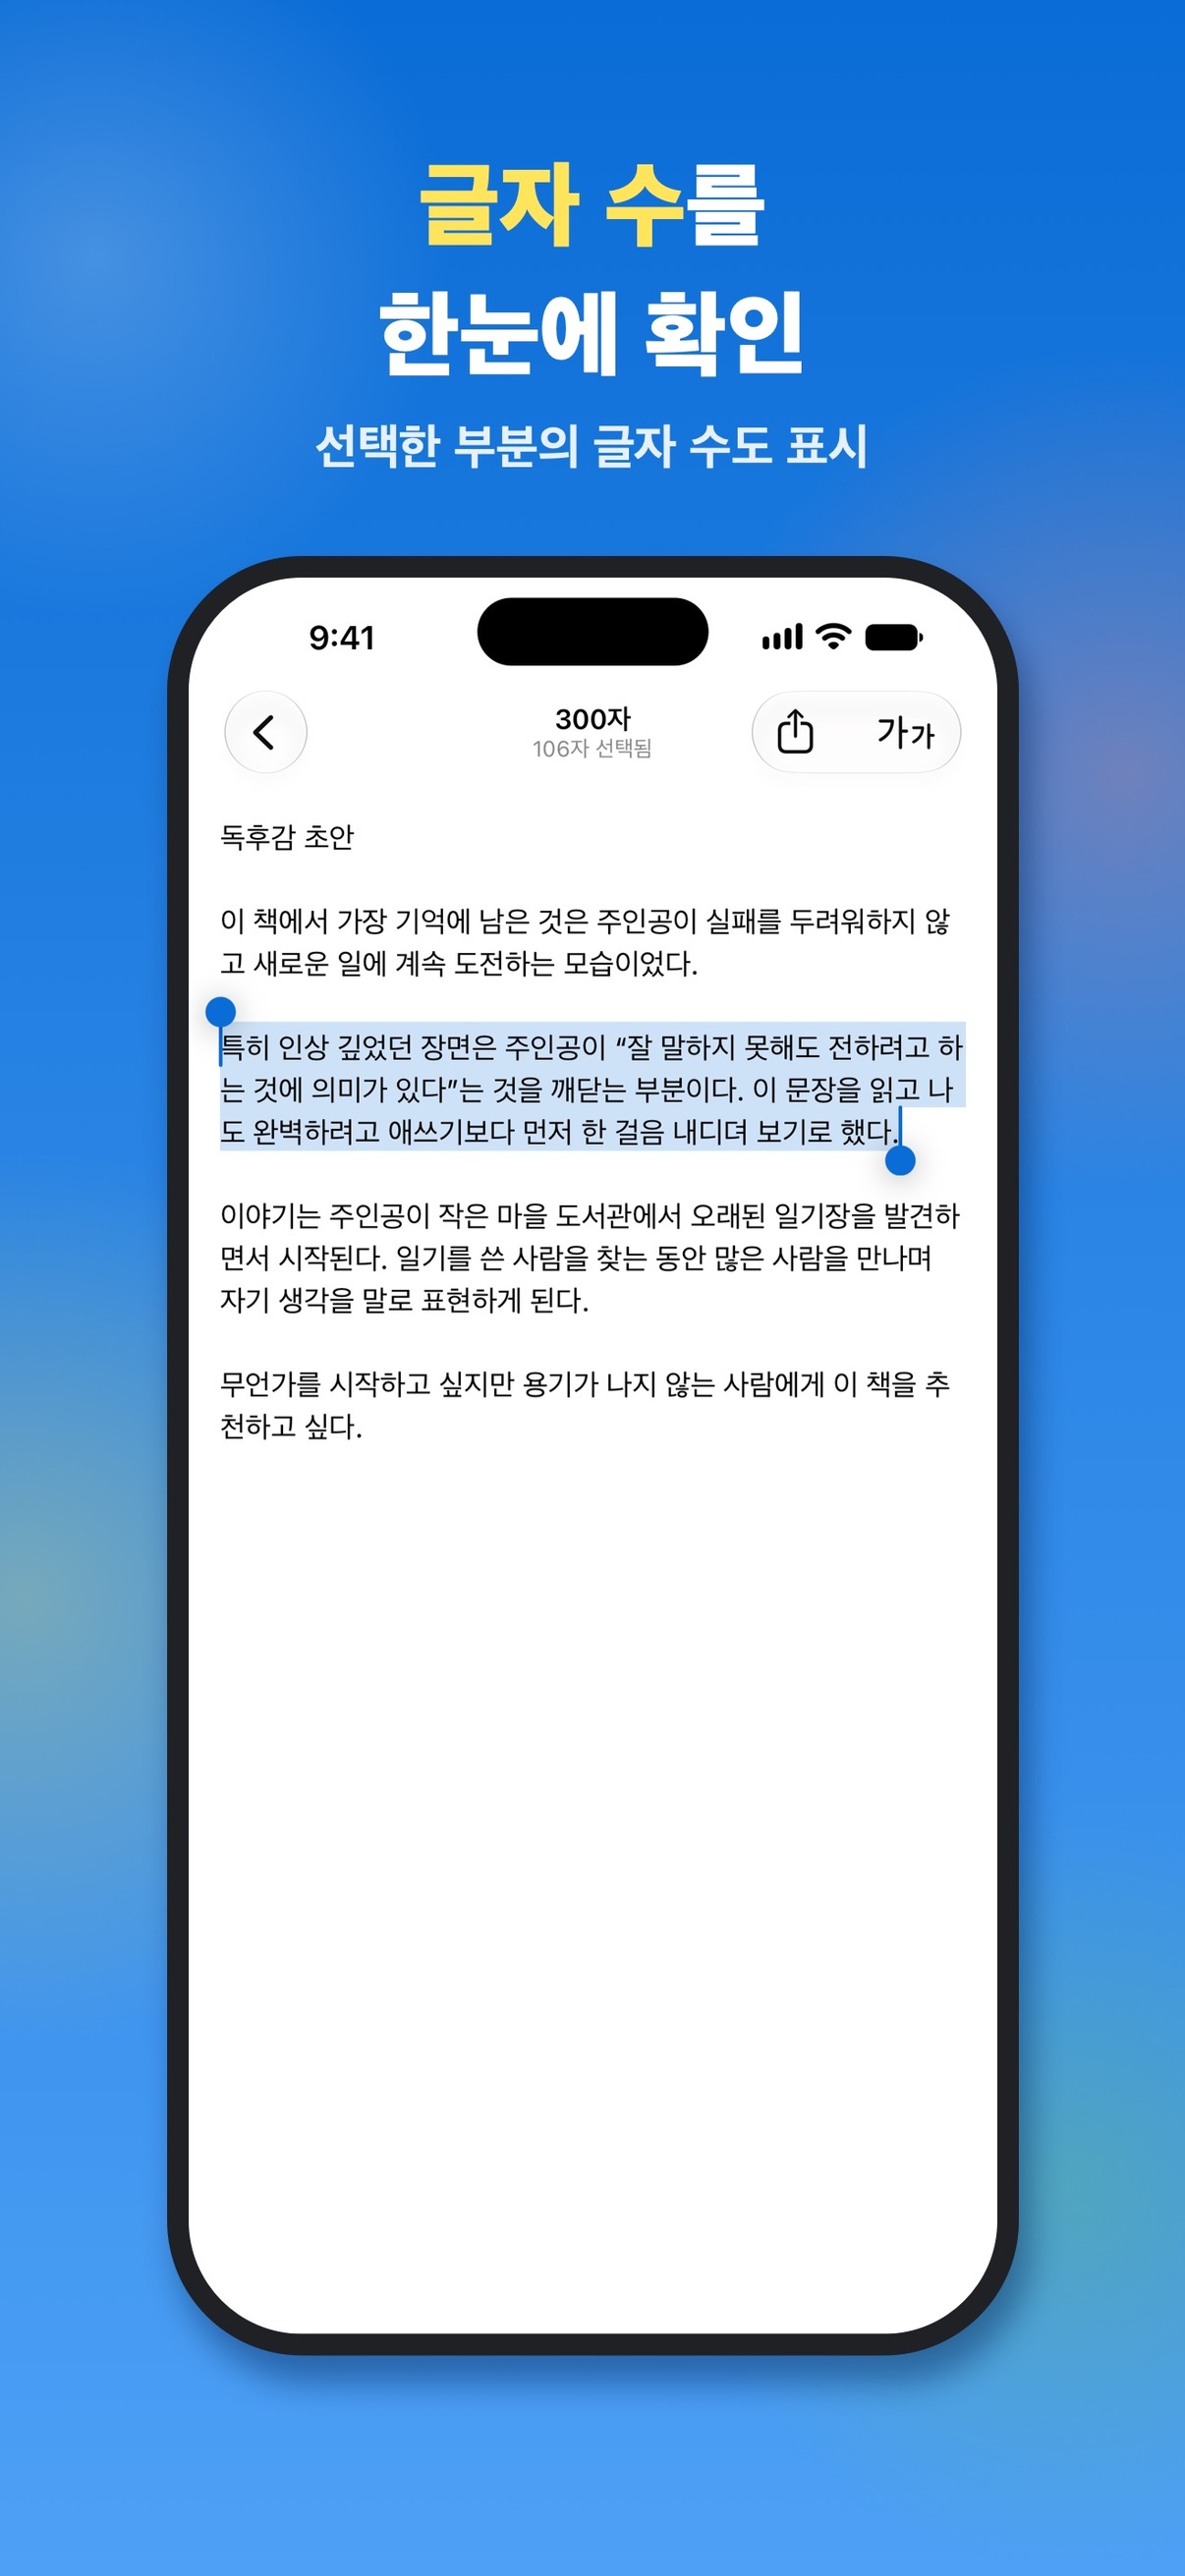 글자 수를
한눈에 확인
선택한 부분의 글자 수도 표시
9:41
300자
106자 선택됨
가가
독후감 초안
이 책에서 가장 기억에 남은 것은 주인공이 실패를 두려워하지 않
고 새로운 일에 계속 도전하는 모습이었다.
특히 인상 깊었던 장면은 주인공이 “잘 말하지 못해도 전하려고 하
는 것에 의미가 있다”는 것을 깨닫는 부분이다. 이 문장을 읽고 나
도 완벽하려고 애쓰기보다 먼저 한 걸음 내디뎌 보기로 했다.
이야기는 주인공이 작은 마을 도서관에서 오래된 일기장을 발견하
면서 시작된다. 일기를 쓴 사람을 찾는 동안 많은 사람을 만나며
자기 생각을 말로 표현하게 된다.
무언가를 시작하고 싶지만 용기가 나지 않는 사람에게 이 책을 추
천하고 싶다.